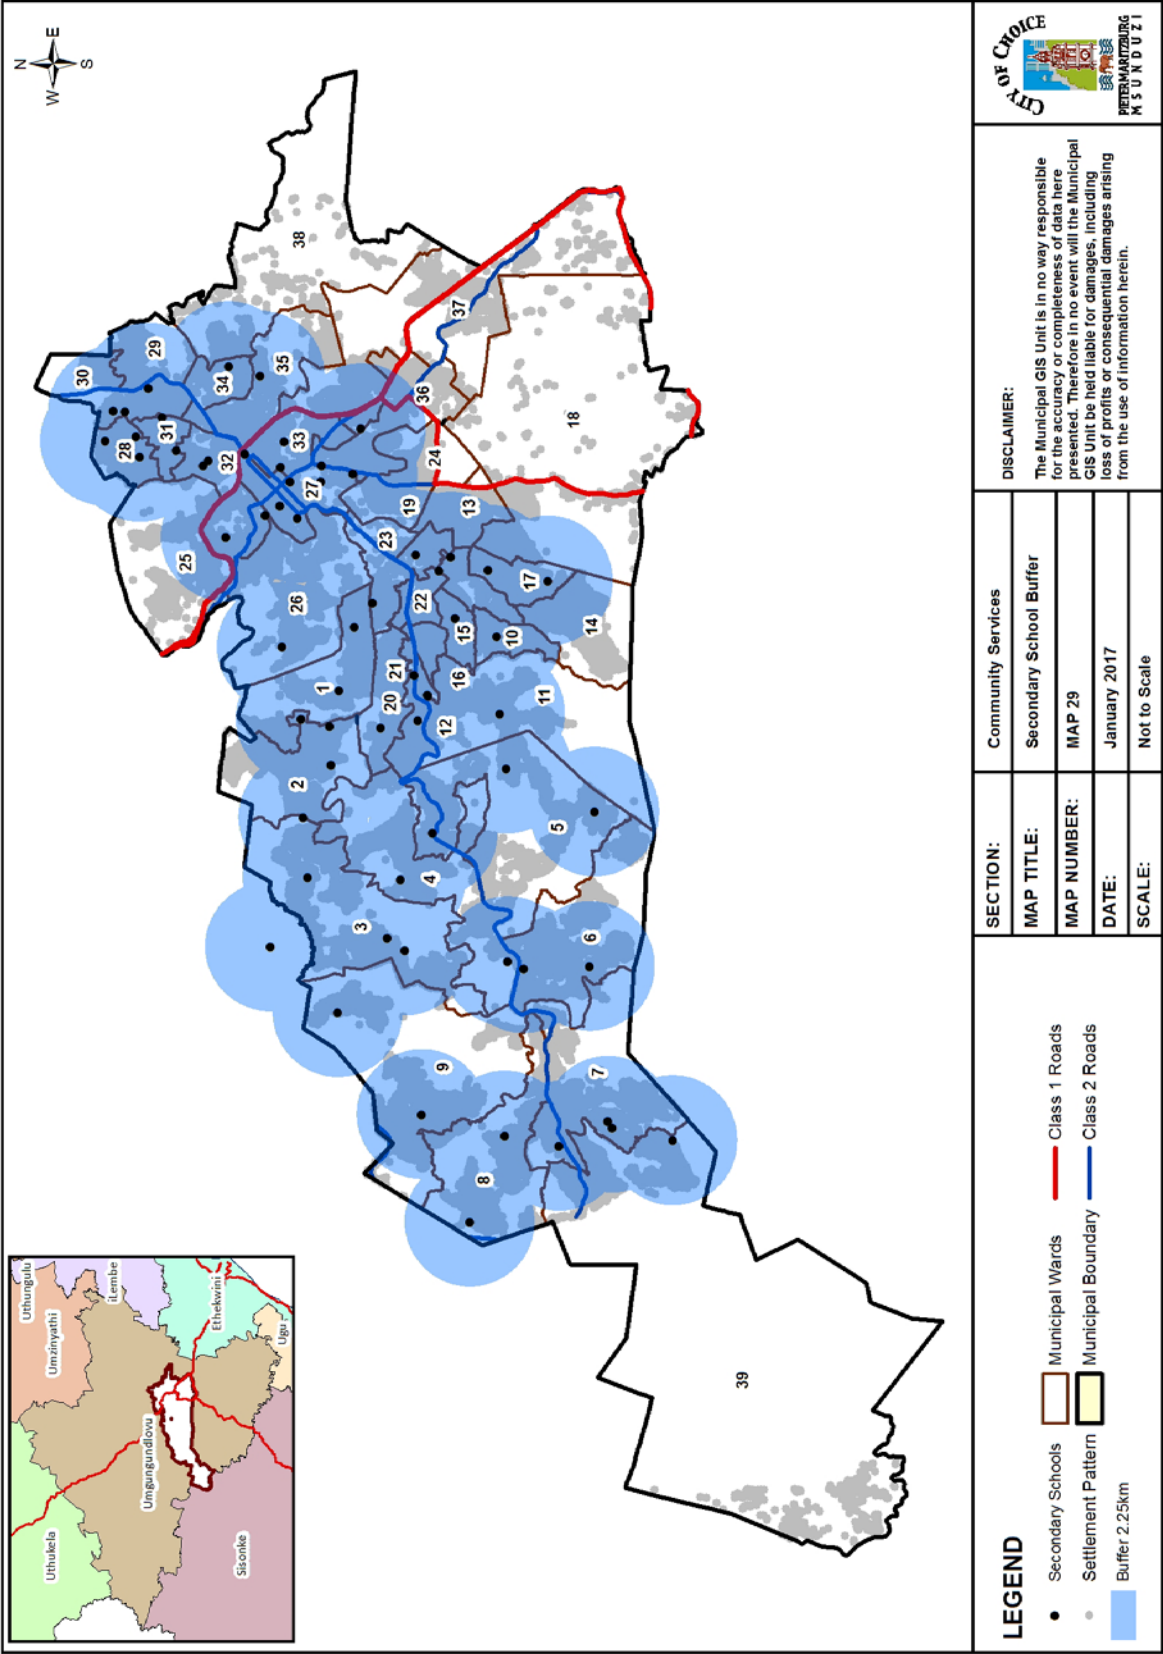 N
W
E
S
Uthukela
Umzinyathi
Uthungulu
iLembe
Umgungundlovu
Ethekwini
Ugu
Sisonke
30
29
28
31
34
35
38
32
33
25
27
36
37
26
19
24
18
23
13
1
22
17
2
21
20
15
10
14
16
12
11
3
4
5
6
9
7
8
39
LEGEND
Secondary Schools
Settlement Pattern
Buffer 2.25km
Municipal Wards
Municipal Boundary
Class 1 Roads
Class 2 Roads
SECTION:
Community Services
MAP TITLE:
Secondary School Buffer
MAP NUMBER:
MAP 29
DATE:
January 2017
SCALE:
Not to Scale
DISCLAIMER:
The Municipal GIS Unit is in no way responsible
for the accuracy or completeness of data here
presented. Therefore in no event will the Municipal
GIS Unit be held liable for damages, including
loss of profits or consequential damages arising
from the use of information herein.
CITY OF CHOICE
PIETERMARITZBURG
MSUNDUZI